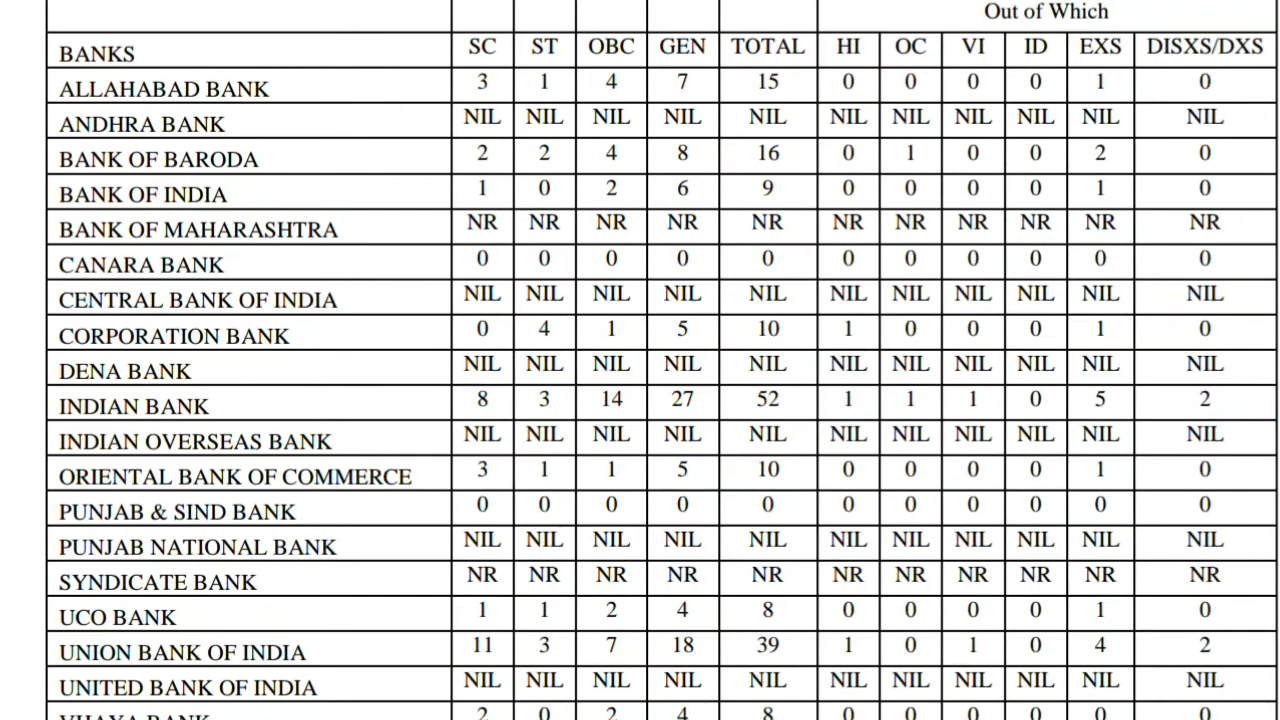 Out of Which
BANKS SC ST OBC GEN TOTAL HI OC VI ID EXS DISXS/DXS
ALLAHABAD BANK 3 1 4 7 15 0 0 0 0 1 0
ANDHRA BANK NIL NIL NIL NIL NIL NIL NIL NIL NIL NIL NIL
BANK OF BARODA 2 2 4 8 16 0 1 0 0 2 0
BANK OF INDIA 1 0 2 6 9 0 0 0 0 1 0
BANK OF MAHARASHTRA NR NR NR NR NR NR NR NR NR NR NR
CANARA BANK 0 0 0 0 0 0 0 0 0 0 0
CENTRAL BANK OF INDIA NIL NIL NIL NIL NIL NIL NIL NIL NIL NIL NIL
CORPORATION BANK 0 4 1 5 10 1 0 0 0 1 0
DENA BANK NIL NIL NIL NIL NIL NIL NIL NIL NIL NIL NIL
INDIAN BANK 8 3 14 27 52 1 1 1 0 5 2
INDIAN OVERSEAS BANK NIL NIL NIL NIL NIL NIL NIL NIL NIL NIL NIL
ORIENTAL BANK OF COMMERCE 3 1 1 5 10 0 0 0 0 1 0
PUNJAB & SIND BANK 0 0 0 0 0 0 0 0 0 0 0
PUNJAB NATIONAL BANK NIL NIL NIL NIL NIL NIL NIL NIL NIL NIL NIL
SYNDICATE BANK NR NR NR NR NR NR NR NR NR NR NR
UCO BANK 1 1 2 4 8 0 0 0 0 1 0
UNION BANK OF INDIA 11 3 7 18 39 1 0 1 0 4 2
UNITED BANK OF INDIA NIL NIL NIL NIL NIL NIL NIL NIL NIL NIL NIL
VIJAYA BANK 2 0 2 4 8 0 0 0 0 0 0